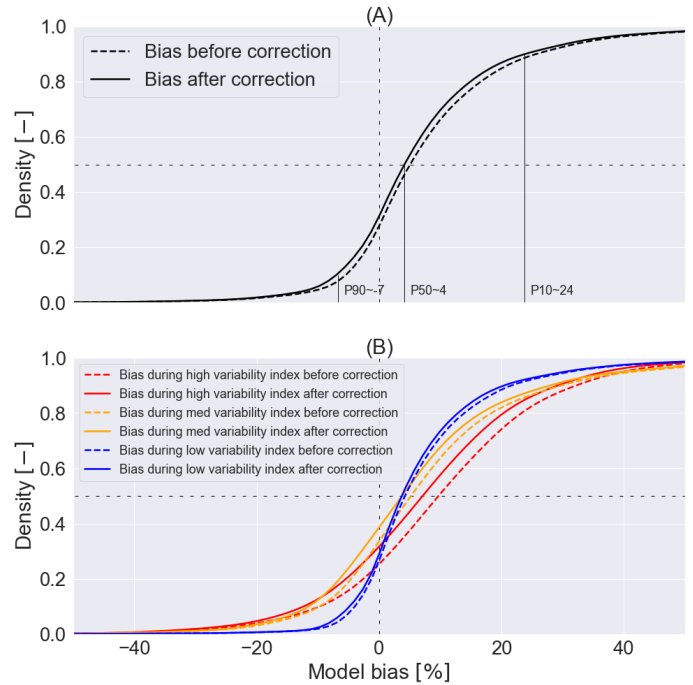 (A)
1.0
0.8
0.6
0.4
0.2
0.0
Density [−]
Bias before correction
Bias after correction
P90~-7
P50~4
P10~24
(B)
1.0
0.8
0.6
0.4
0.2
0.0
Density [−]
Bias during high variability index before correction
Bias during high variability index after correction
Bias during med variability index before correction
Bias during med variability index after correction
Bias during low variability index before correction
Bias during low variability index after correction
−40 −20 0 20 40
Model bias [%]